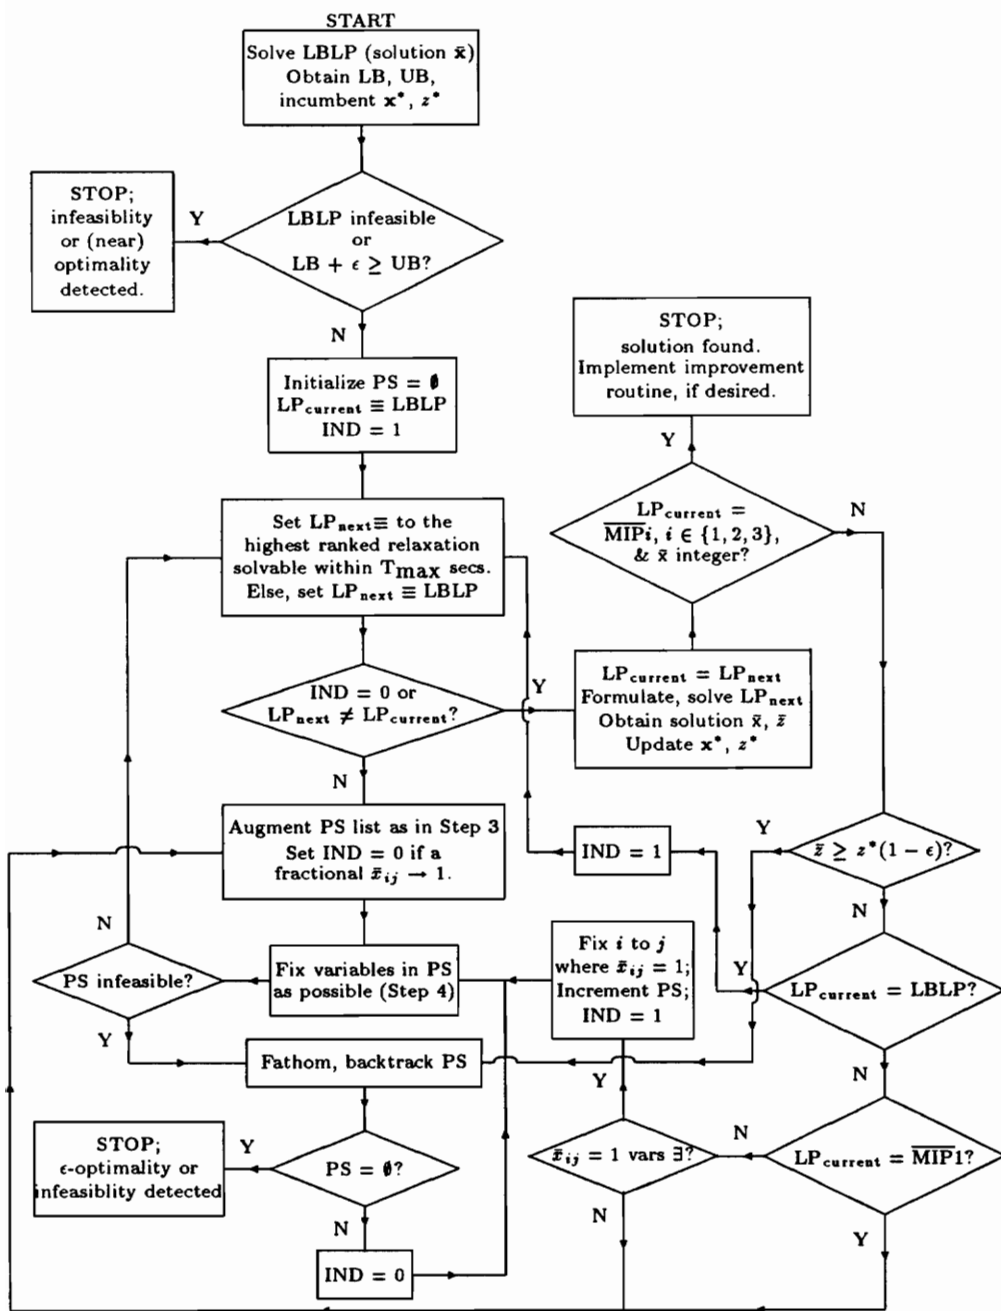 START
Solve LBLP (solution x̄)
Obtain LB, UB,
incumbent x*, z*
STOP;
infeasiblity
or (near)
optimality
detected.
Y
LBLP infeasible
or
LB + ϵ ≥ UB?
N
Initialize PS = ∅
LP_current ≡ LBLP
IND = 1
STOP;
solution found.
Implement improvement
routine, if desired.
Y
LP_current =
M̅I̅P̅i, i ∈ {1, 2, 3},
& x̄ integer?
N
Set LP_next≡ to the
highest ranked relaxation
solvable within T_max secs.
Else, set LP_next ≡ LBLP
IND = 0 or
LP_next ≠ LP_current?
Y
LP_current = LP_next
Formulate, solve LP_next
Obtain solution x̄, z̄
Update x*, z*
N
Augment PS list as in Step 3
Set IND = 0 if a
fractional x̄_ij → 1.
IND = 1
Y
z̄ ≥ z*(1 − ϵ)?
N
N
PS infeasible?
Fix variables in PS
as possible (Step 4)
Fix i to j
where x̄_ij = 1;
Increment PS;
IND = 1
Y
LP_current = LBLP?
Y
Fathom, backtrack PS
Y
N
STOP;
ϵ-optimality or
infeasiblity detected
Y
PS = ∅?
x̄_ij = 1 vars ∃?
N
LP_current = M̅I̅P̅1?
N
N
Y
IND = 0